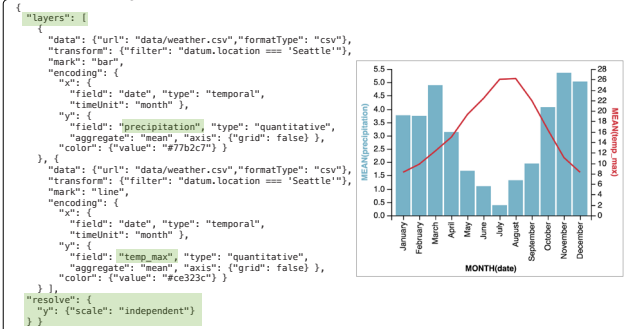 {
"layers": [
{
"data": {"url": "data/weather.csv","formatType": "csv"},
"transform": {"filter": "datum.location === 'Seattle'"},
"mark": "bar",
"encoding": {
"x": {
"field": "date", "type": "temporal",
"timeUnit": "month" },
"y": {
"field": "precipitation", "type": "quantitative",
"aggregate": "mean", "axis": {"grid": false} },
"color": {"value": "#77b2c7"} }
}, {
"data": {"url": "data/weather.csv","formatType": "csv"},
"transform": {"filter": "datum.location === 'Seattle'"},
"mark": "line",
"encoding": {
"x": {
"field": "date", "type": "temporal",
"timeUnit": "month" },
"y": {
"field": "temp_max", "type": "quantitative",
"aggregate": "mean", "axis": {"grid": false} },
"color": {"value": "#ce323c"} }
} ],
"resolve": {
"y": {"scale": "independent"}
} }
MEAN(precipitation)
5.5
5.0
4.5
4.0
3.5
3.0
2.5
2.0
1.5
1.0
0.5
0.0
28
26
24
22
20
18
16
14
12
10
8
6
4
2
0
MEAN(temp_max)
January
February
March
April
May
June
July
August
September
October
November
December
MONTH(date)